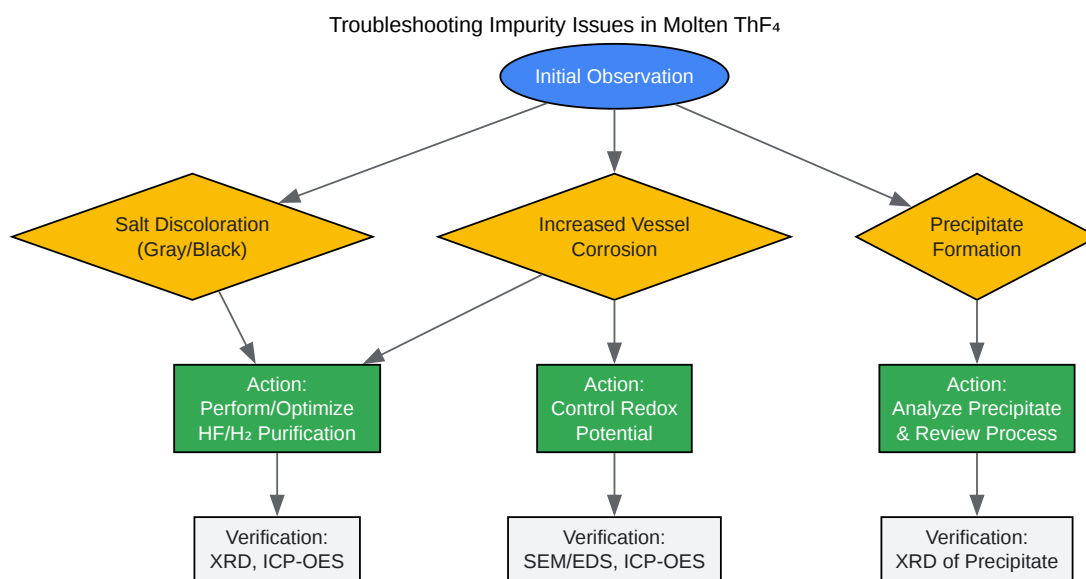 Troubleshooting Impurity Issues in Molten ThF₄
Initial Observation
Salt Discoloration
(Gray/Black)
Increased Vessel
Corrosion
Precipitate
Formation
Action:
Perform/Optimize
HF/H₂ Purification
Action:
Control Redox
Potential
Action:
Analyze Precipitate
& Review Process
Verification:
XRD, ICP-OES
Verification:
SEM/EDS, ICP-OES
Verification:
XRD of Precipitate